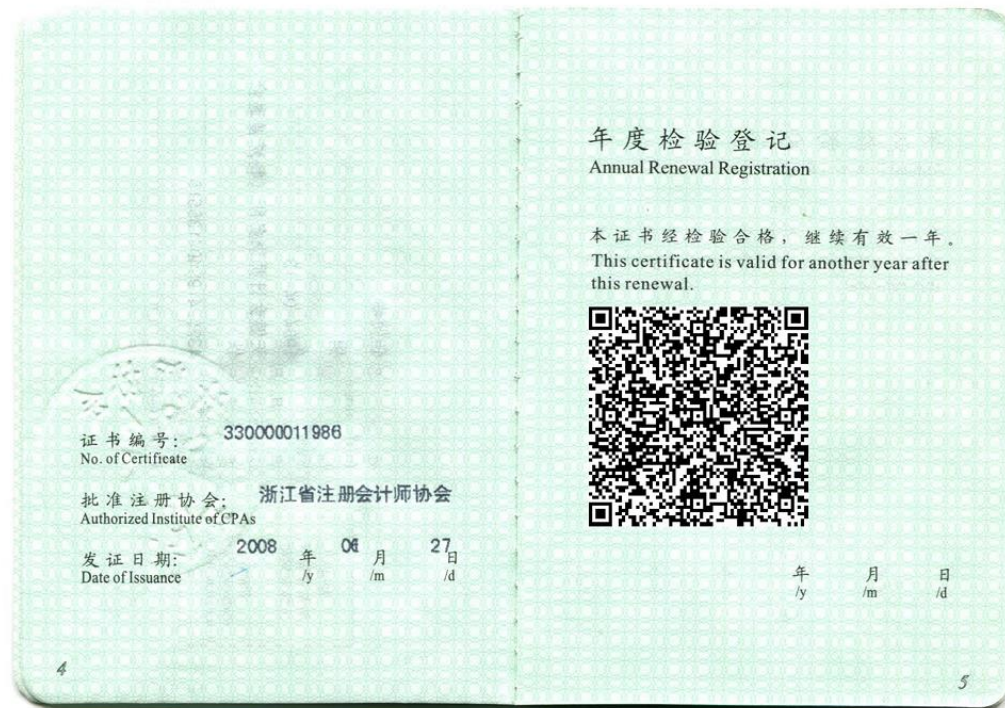 证书编号: 330000011986
No. of Certificate
批准注册协会: 浙江省注册会计师协会
Authorized Institute of CPAs
发证日期: 2008 年 06 月 27 日
Date of Issuance /y /m /d
4
年度检验登记
Annual Renewal Registration
本证书经检验合格，继续有效一年。
This certificate is valid for another year after
this renewal.
年 月 日
/y /m /d
5